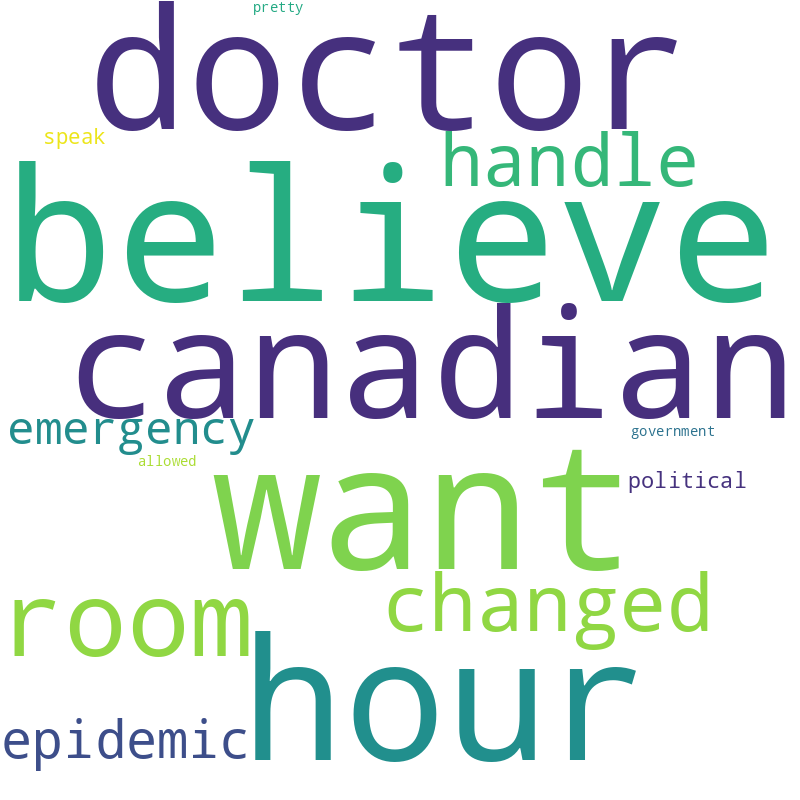 pretty
doctor
speak
handle
believe
canadian
emergency
government
allowed
want
political
room
changed
hour
epidemic